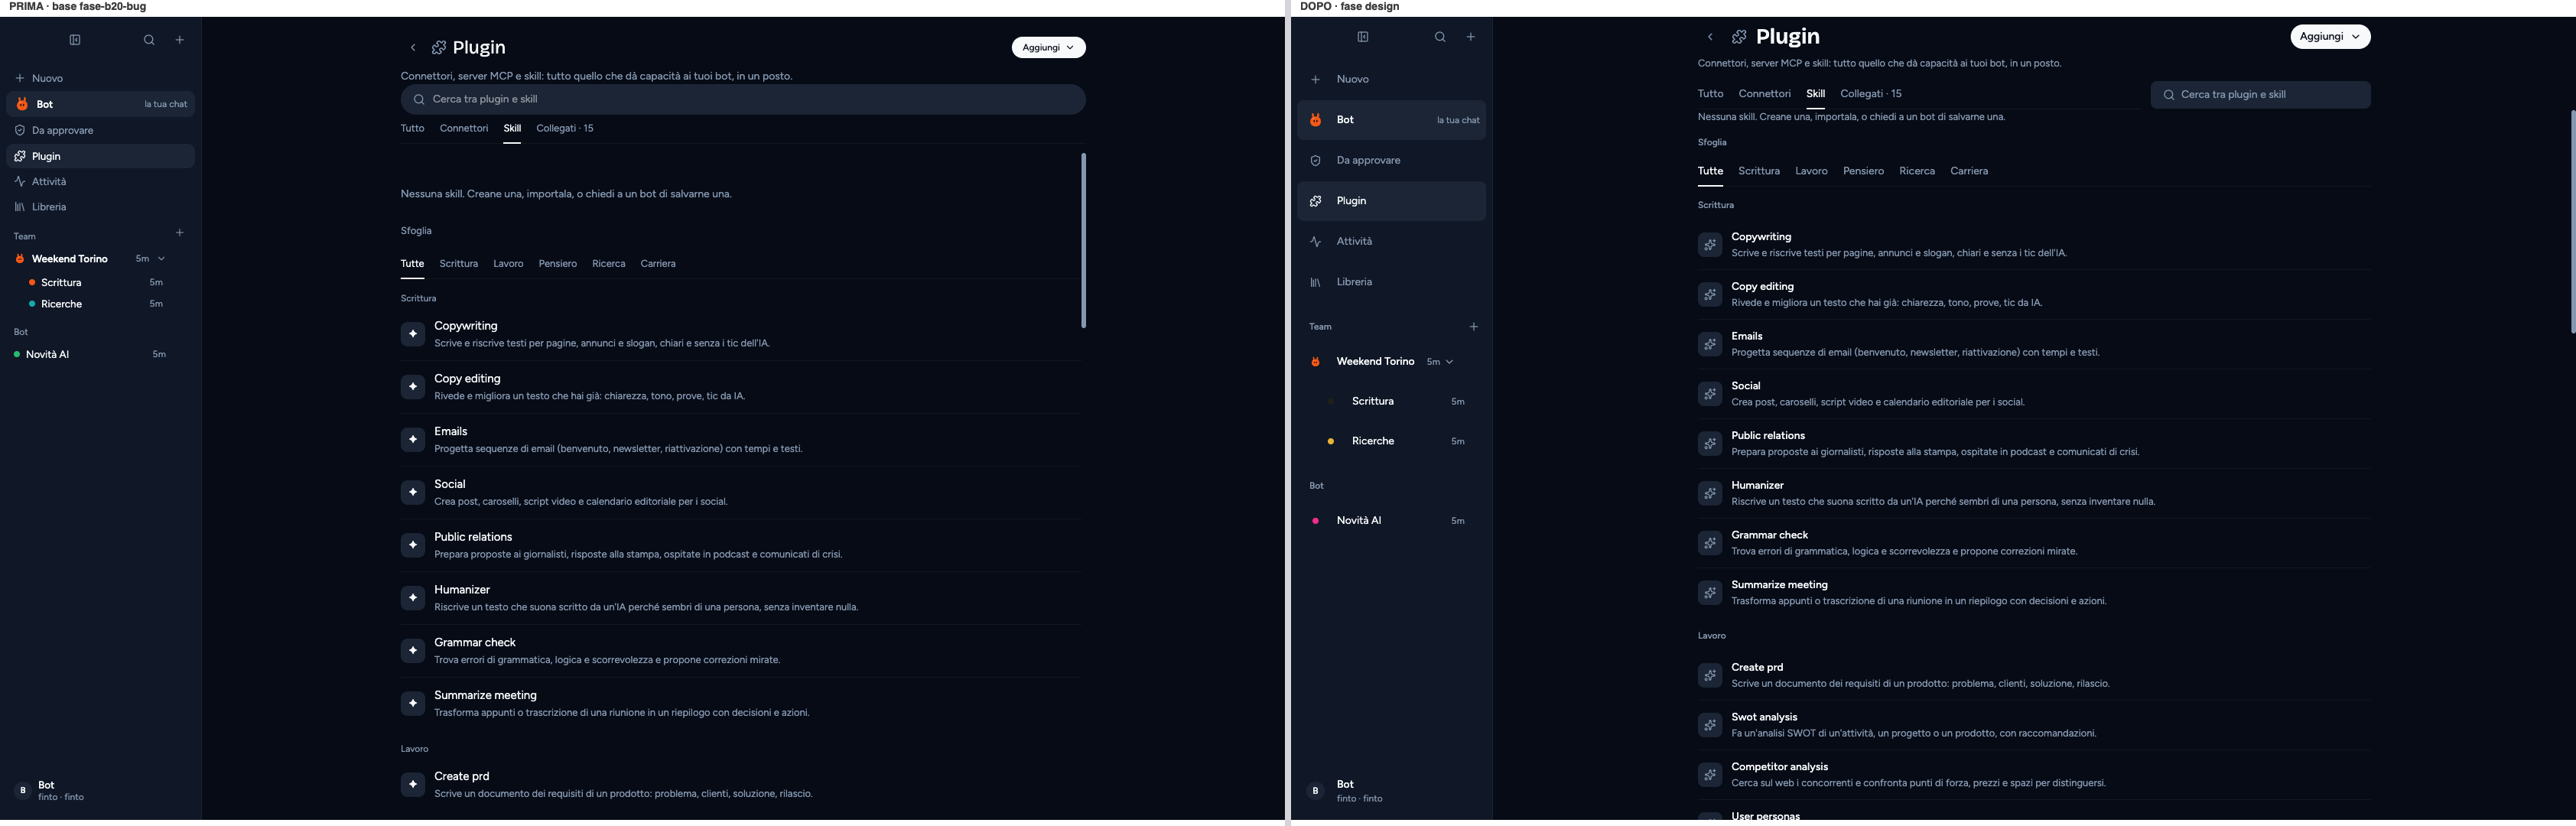 PRIMA · base fase-b20-bug
Nuovo
Bot la tua chat
Da approvare
Plugin
Attività
Libreria
Team
Weekend Torino 5m
Scrittura 5m
Ricerche 5m
Bot
Novità AI 5m
B
Bot
finto · finto
Plugin
Aggiungi
Connettori, server MCP e skill: tutto quello che dà capacità ai tuoi bot, in un posto.
Cerca tra plugin e skill
Tutto Connettori Skill Collegati · 15
Nessuna skill. Creane una, importala, o chiedi a un bot di salvarne una.
Sfoglia
Tutte Scrittura Lavoro Pensiero Ricerca Carriera
Scrittura
Copywriting
Scrive e riscrive testi per pagine, annunci e slogan, chiari e senza i tic dell'IA.
Copy editing
Rivede e migliora un testo che hai già: chiarezza, tono, prove, tic da IA.
Emails
Progetta sequenze di email (benvenuto, newsletter, riattivazione) con tempi e testi.
Social
Crea post, caroselli, script video e calendario editoriale per i social.
Public relations
Prepara proposte ai giornalisti, risposte alla stampa, ospitate in podcast e comunicati di crisi.
Humanizer
Riscrive un testo che suona scritto da un'IA perché sembri di una persona, senza inventare nulla.
Grammar check
Trova errori di grammatica, logica e scorrevolezza e propone correzioni mirate.
Summarize meeting
Trasforma appunti o trascrizione di una riunione in un riepilogo con decisioni e azioni.
Lavoro
Create prd
Scrive un documento dei requisiti di un prodotto: problema, clienti, soluzione, rilascio.
DOPO · fase design
Nuovo
Bot la tua chat
Da approvare
Plugin
Attività
Libreria
Team
Weekend Torino 5m
Scrittura 5m
Ricerche 5m
Bot
Novità AI 5m
B
Bot
finto · finto
Plugin
Aggiungi
Connettori, server MCP e skill: tutto quello che dà capacità ai tuoi bot, in un posto.
Tutto Connettori Skill Collegati · 15
Cerca tra plugin e skill
Nessuna skill. Creane una, importala, o chiedi a un bot di salvarne una.
Sfoglia
Tutte Scrittura Lavoro Pensiero Ricerca Carriera
Scrittura
Copywriting
Scrive e riscrive testi per pagine, annunci e slogan, chiari e senza i tic dell'IA.
Copy editing
Rivede e migliora un testo che hai già: chiarezza, tono, prove, tic da IA.
Emails
Progetta sequenze di email (benvenuto, newsletter, riattivazione) con tempi e testi.
Social
Crea post, caroselli, script video e calendario editoriale per i social.
Public relations
Prepara proposte ai giornalisti, risposte alla stampa, ospitate in podcast e comunicati di crisi.
Humanizer
Riscrive un testo che suona scritto da un'IA perché sembri di una persona, senza inventare nulla.
Grammar check
Trova errori di grammatica, logica e scorrevolezza e propone correzioni mirate.
Summarize meeting
Trasforma appunti o trascrizione di una riunione in un riepilogo con decisioni e azioni.
Lavoro
Create prd
Scrive un documento dei requisiti di un prodotto: problema, clienti, soluzione, rilascio.
Swot analysis
Fa un'analisi SWOT di un'attività, un progetto o un prodotto, con raccomandazioni.
Competitor analysis
Cerca sul web i concorrenti e confronta punti di forza, prezzi e spazi per distinguersi.
User personas